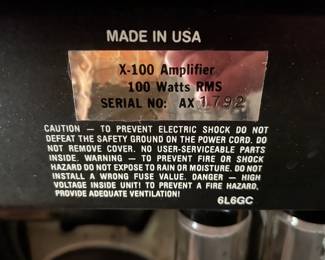 MADE IN USA
X-100 Amplifier
100 Watts RMS
SERIAL NO: AX 1792
CAUTION — TO PREVENT ELECTRIC SHOCK DO NOT
DEFEAT THE SAFETY GROUND ON THE POWER CORD. DO
NOT REMOVE COVER. NO USER-SERVICEABLE PARTS
INSIDE. WARNING — TO PREVENT FIRE OR SHOCK
HAZARD DO NOT EXPOSE TO RAIN OR MOISTURE. DO NOT
INSTALL A WRONG FUSE VALUE. DANGER — HIGH
VOLTAGE INSIDE UNIT! TO PREVENT A FIRE HAZARD,
PROVIDE ADEQUATE VENTILATION!
6L6GC